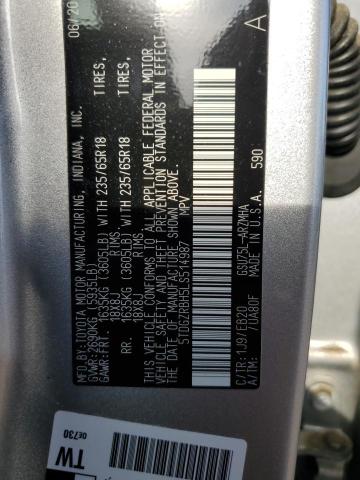 MFD.BY: TOYOTA MOTOR MANUFACTURING, INDIANA, INC. 06/20
GVWR: 2690KG (5935LB)
GAWR: FRT. 1635KG (3605LB) WITH 235/65R18 TIRES,
18X8J RIMS
RR. 1635KG (3605LB) WITH 235/65R18 TIRES,
18X8J RIMS
THIS VEHICLE CONFORMS TO ALL APPLICABLE FEDERAL MOTOR
VEHICLE SAFETY, BUMPER, AND THEFT PREVENTION STANDARDS IN EFFECT ON
THE DATE OF MANUFACTURE SHOWN ABOVE.
5TDGZRBH5LS514987 MPV
A
C/TR: 1J9/FB20 GSU75L-ARZMHA 590
A/TM: /UA80F U.S.A.
TW
0E730